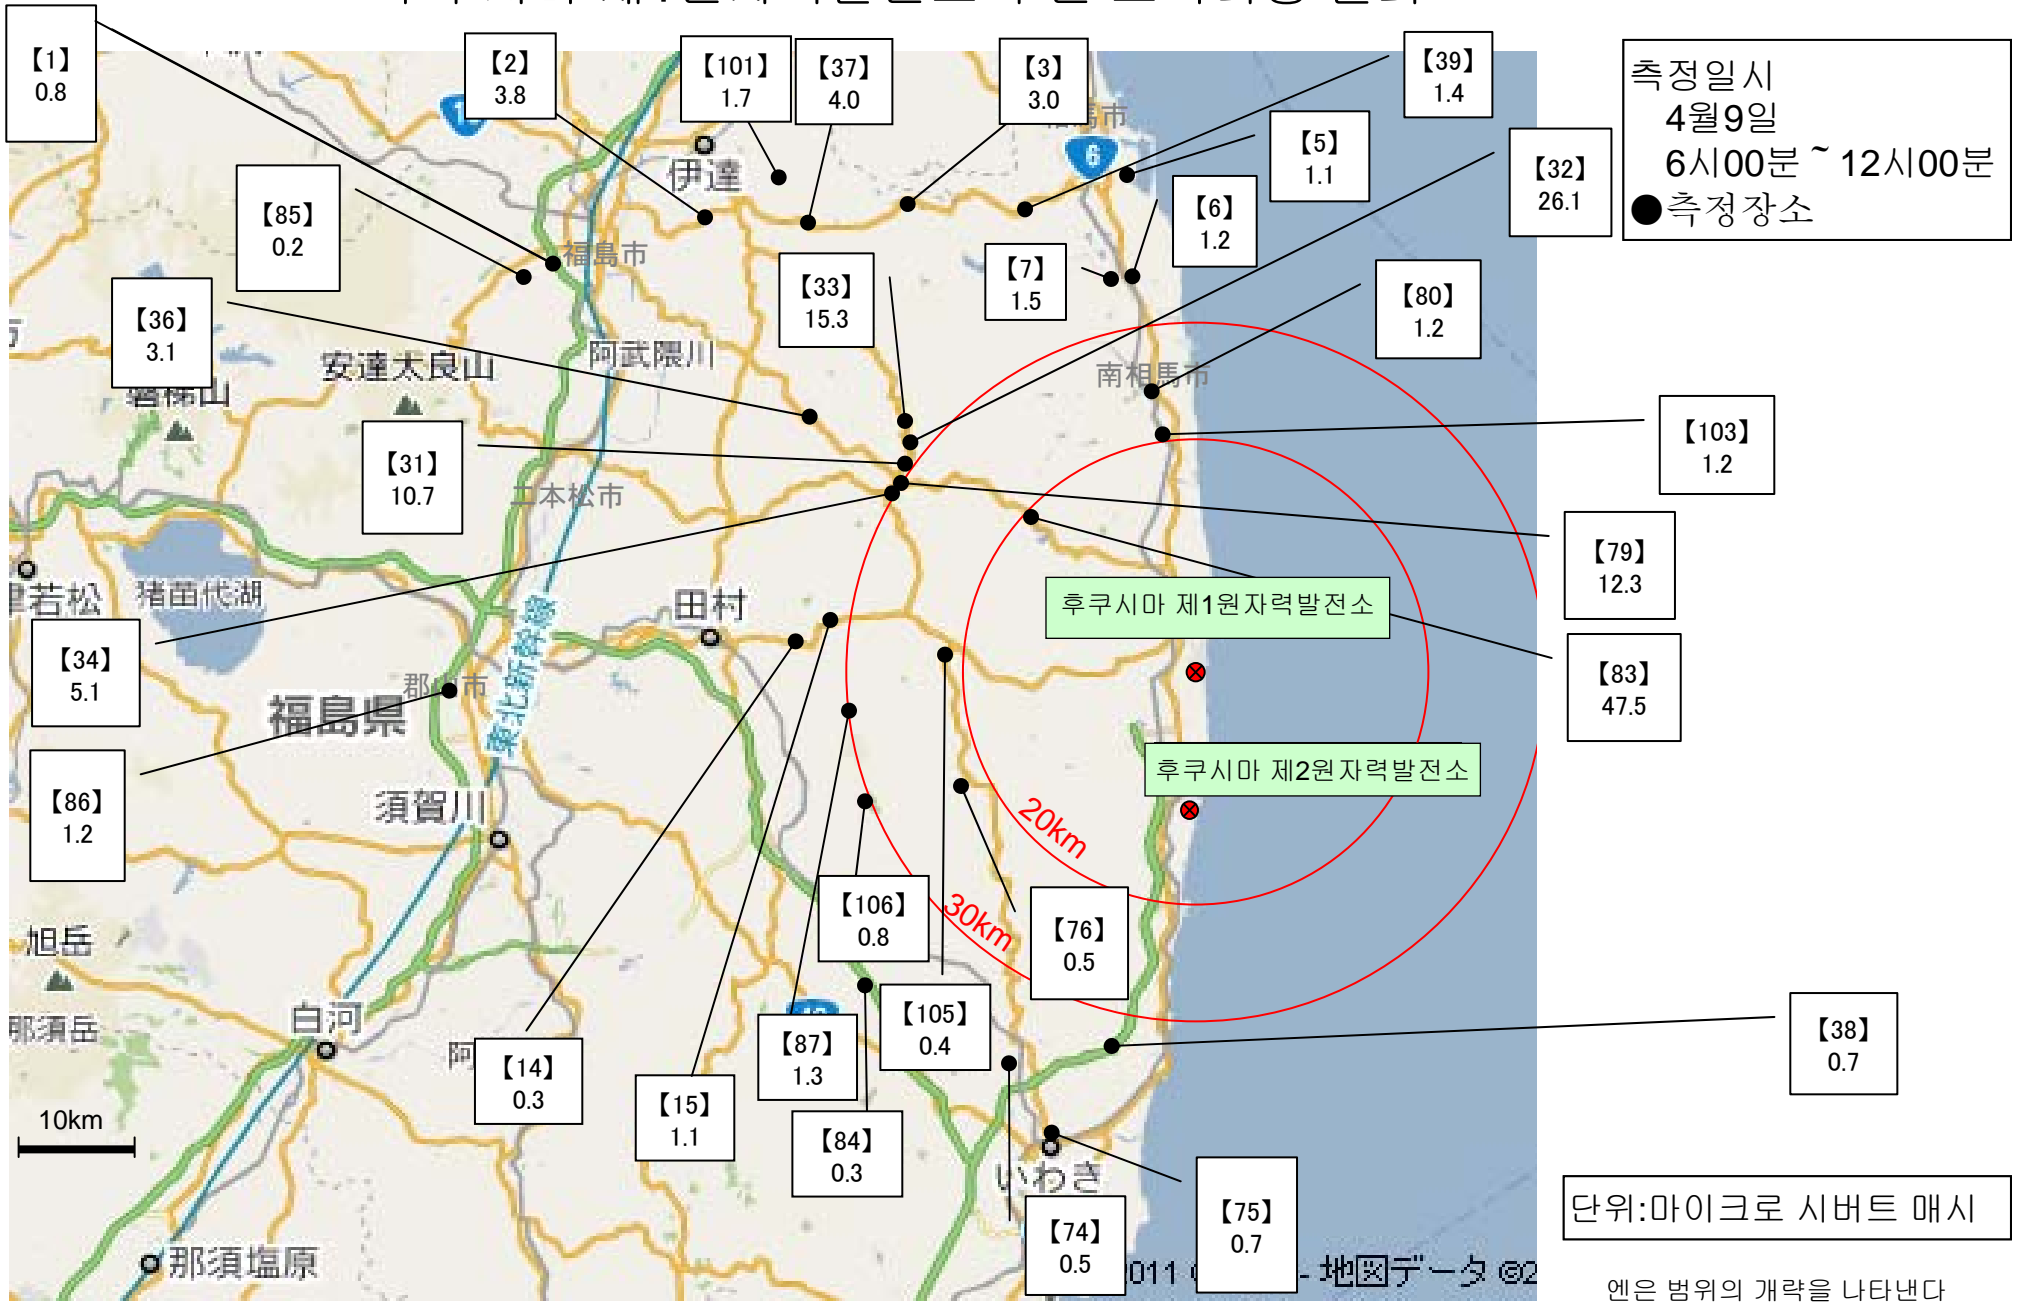 측정일시
4월9일
6시00분 ~ 12시00분
●측정장소
【1】
0.8
【2】
3.8
【101】
1.7
【37】
4.0
【3】
3.0
【39】
1.4
【5】
1.1
【32】
26.1
【6】
1.2
【85】
0.2
【7】
1.5
【33】
15.3
【80】
1.2
【36】
3.1
【31】
10.7
【103】
1.2
【79】
12.3
【34】
5.1
【83】
47.5
【86】
1.2
【106】
0.8
【76】
0.5
【105】
0.4
【87】
1.3
【38】
0.7
【14】
0.3
【15】
1.1
【84】
0.3
【75】
0.7
【74】
0.5
후쿠시마 제1원자력발전소
후쿠시마 제2원자력발전소
20km
30km
10km
伊達
6
福島市
阿武隈川
安達太良山
磐梯山
南相馬市
二本松市
猪苗代湖
若松
田村
東北新幹線
郡山市
福島県
須賀川
旭岳
那須岳
白河
阿
いわき
那須塩原
地図データ ©2
단위:마이크로 시버트 매시
엔은 범위의 개략을 나타낸다